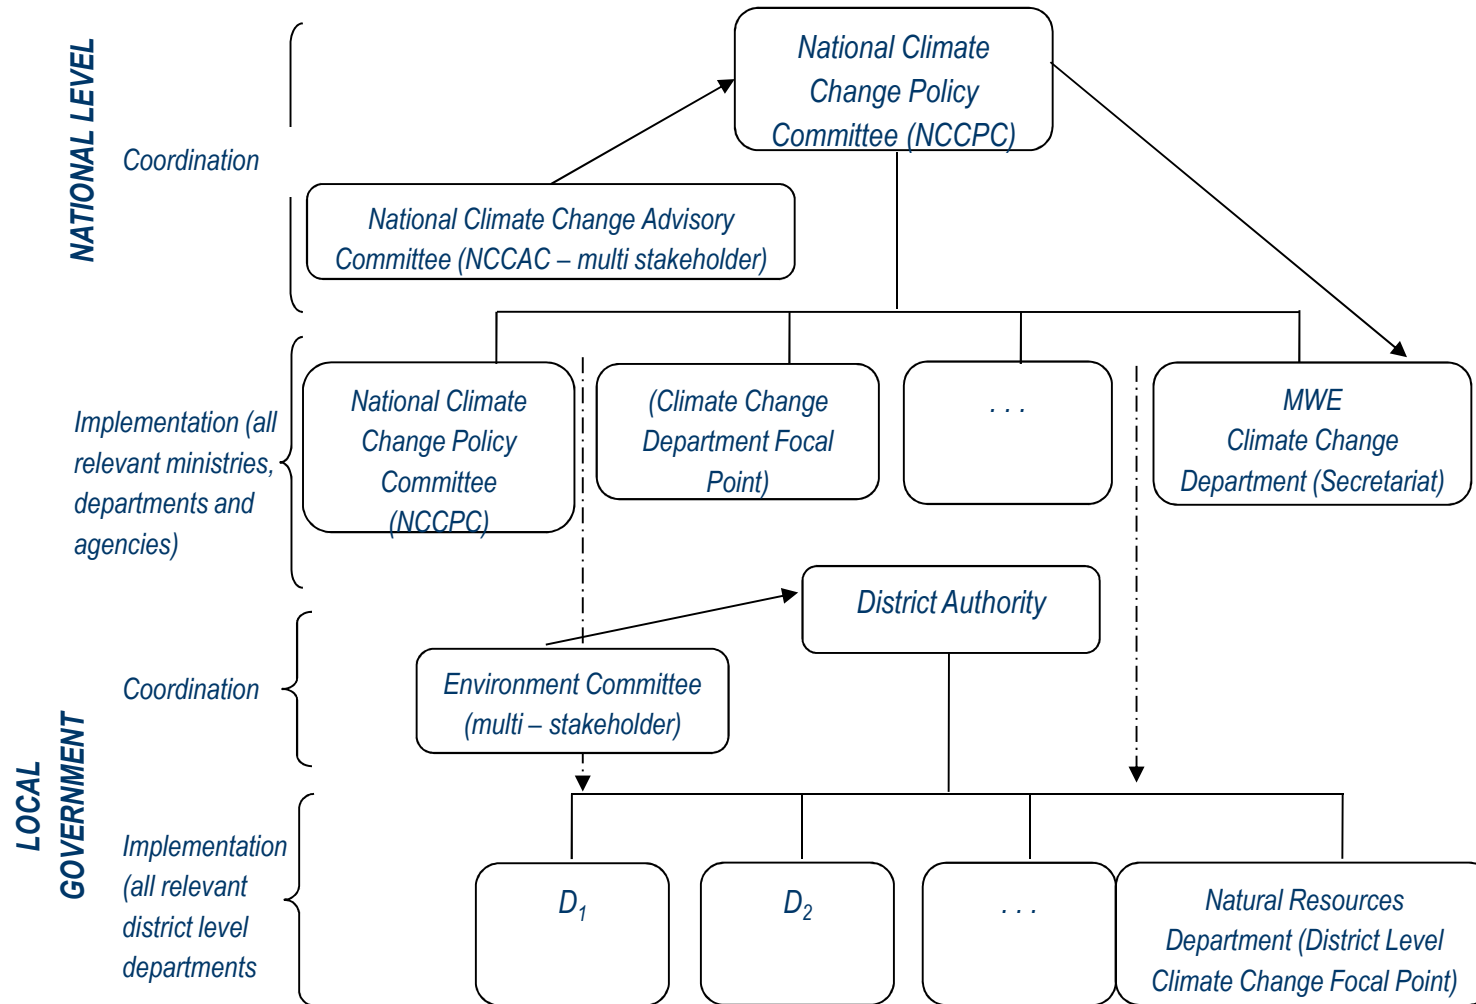 NATIONAL LEVEL
Coordination
National Climate
Change Policy
Committee (NCCPC)
National Climate Change Advisory
Committee (NCCAC – multi stakeholder)
Implementation (all
relevant ministries,
departments and
agencies)
National Climate
Change Policy
Committee
(NCCPC)
(Climate Change
Department Focal
Point)
. . .
MWE
Climate Change
Department (Secretariat)
LOCAL
GOVERNMENT
Coordination
District Authority
Environment Committee
(multi – stakeholder)
Implementation
(all relevant
district level
departments
D1
D2
. . .
Natural Resources
Department (District Level
Climate Change Focal Point)